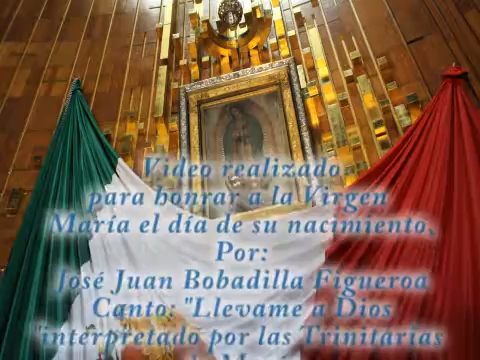 Video realizado
para honrar a la Virgen
María el día de su nacimiento,
Por:
José Juan Bobadilla Figueroa
Canto: "Llevame a Dios
"interpretado por las Trinitarias